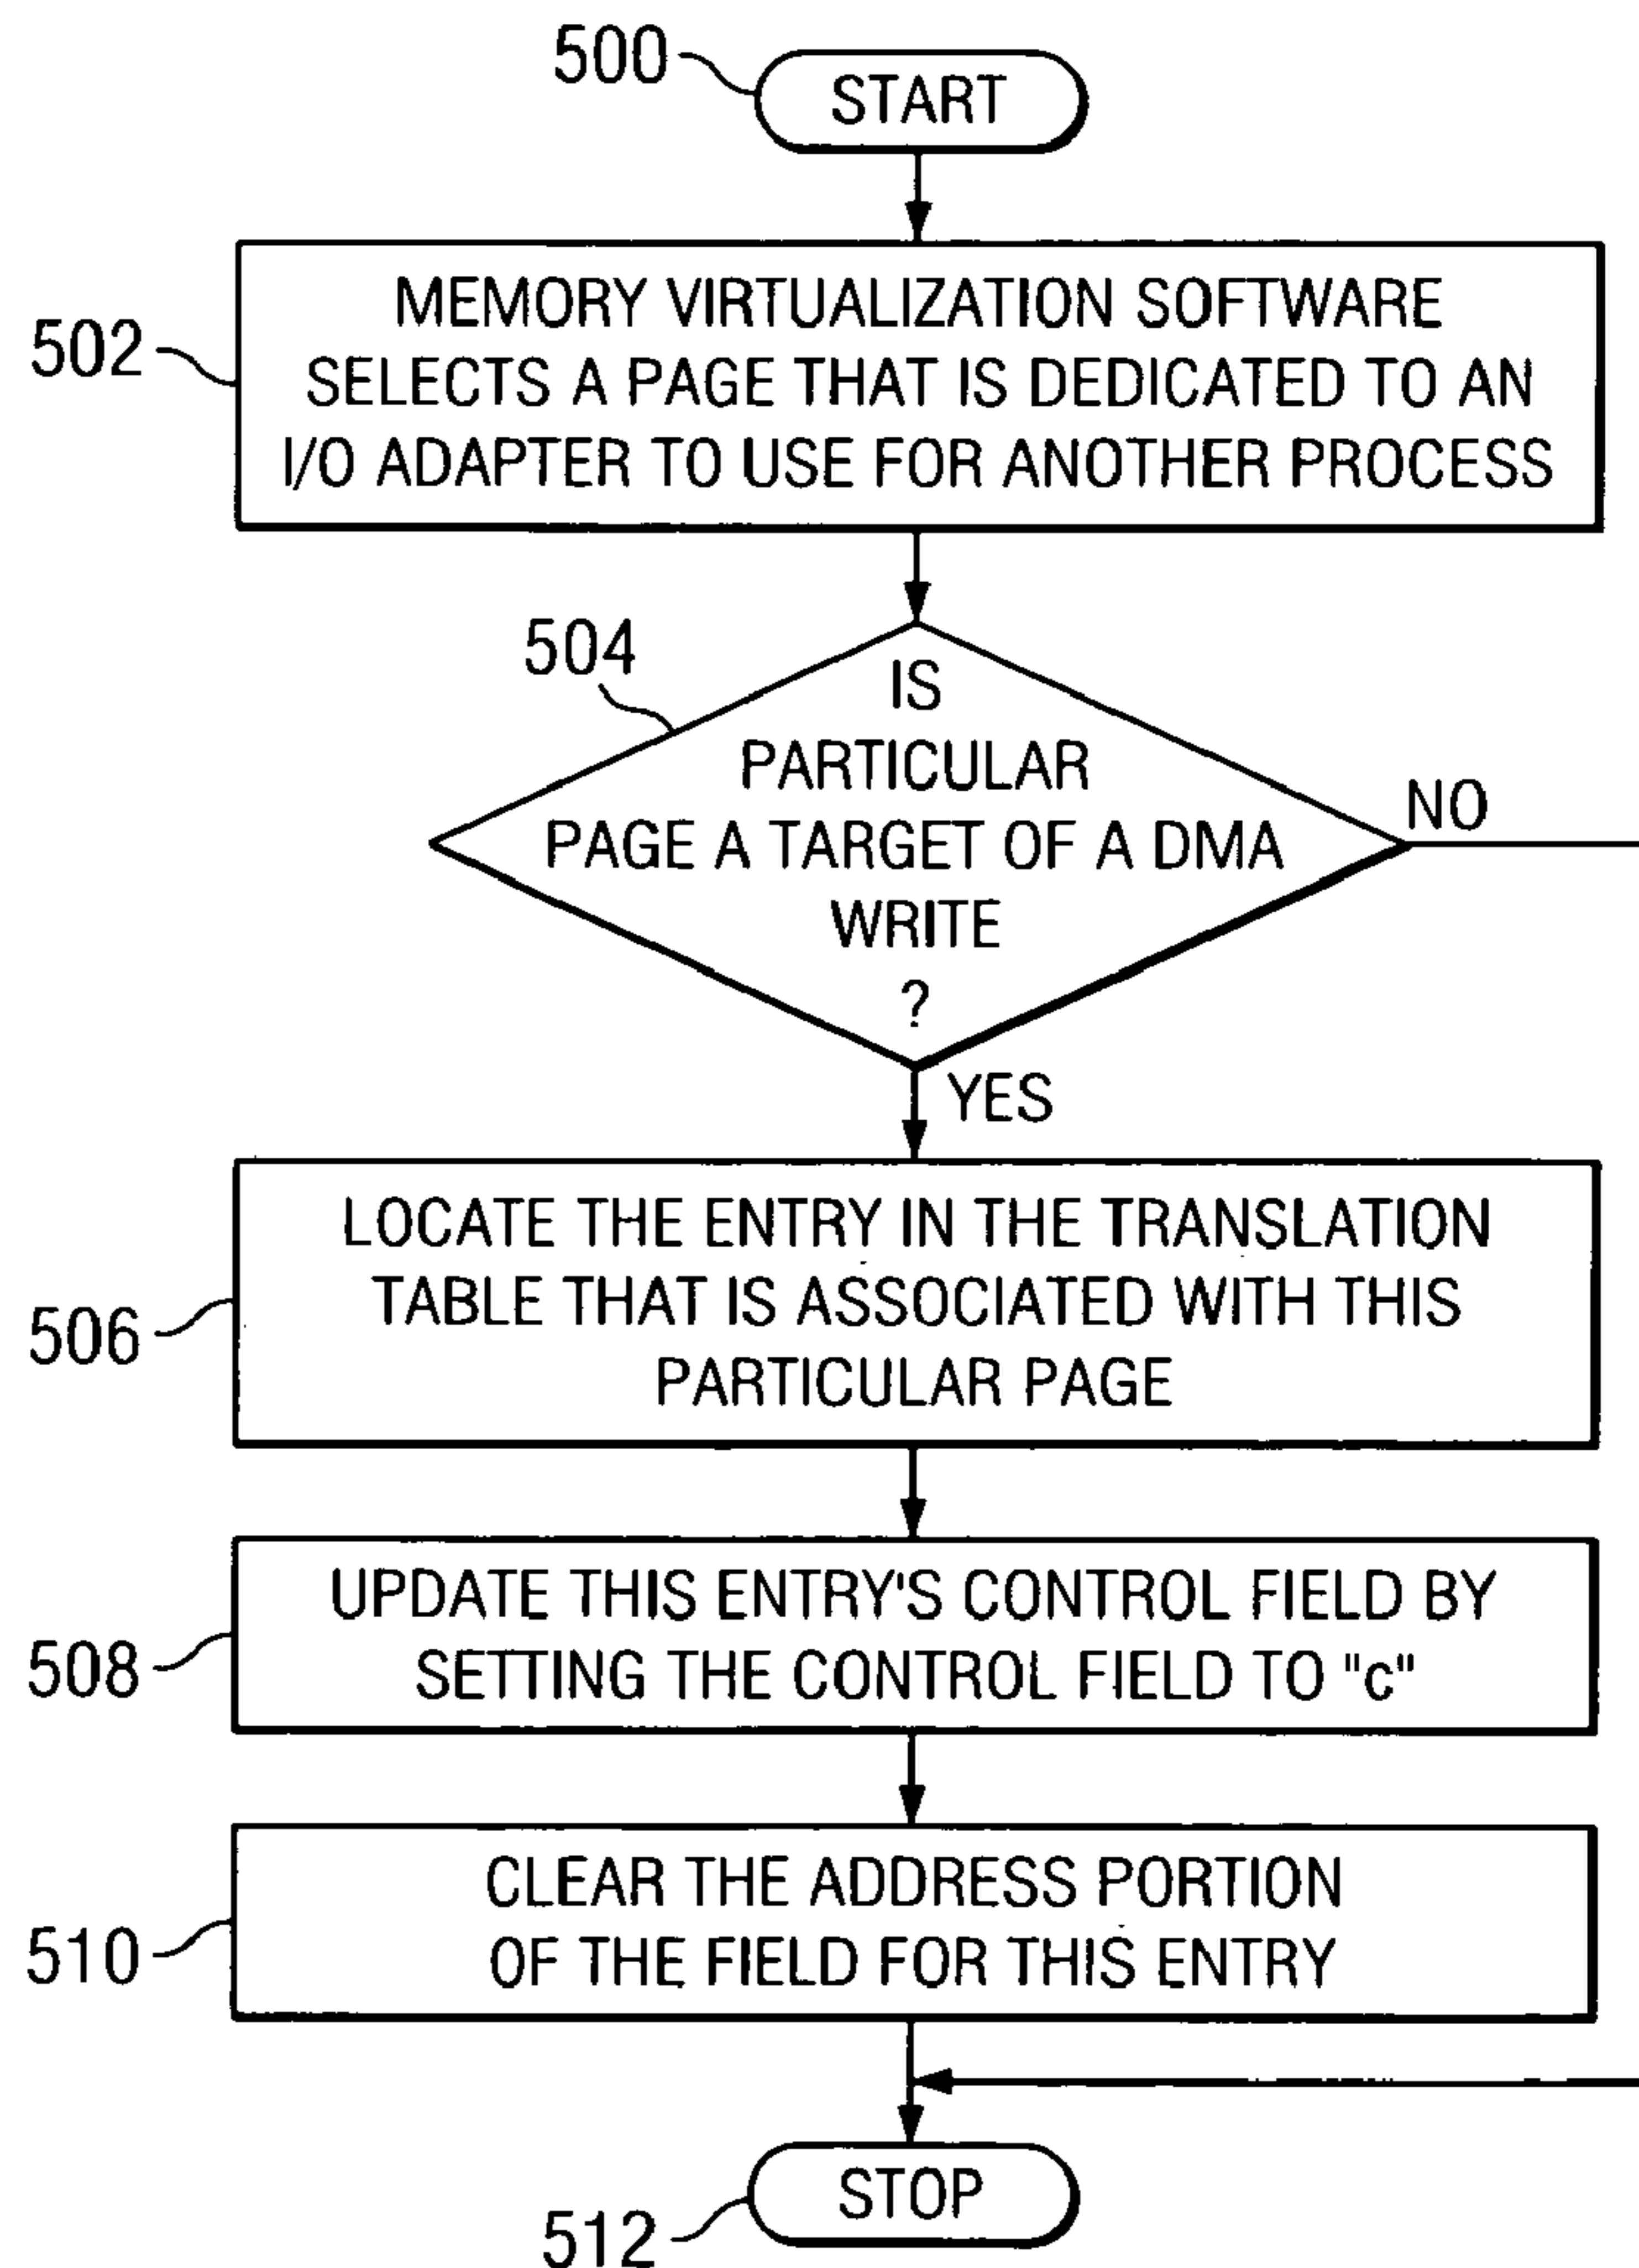 500
START
502
MEMORY VIRTUALIZATION SOFTWARE
SELECTS A PAGE THAT IS DEDICATED TO AN
I/O ADAPTER TO USE FOR ANOTHER PROCESS
504
IS
PARTICULAR
PAGE A TARGET OF A DMA
WRITE
?
NO
YES
506
LOCATE THE ENTRY IN THE TRANSLATION
TABLE THAT IS ASSOCIATED WITH THIS
PARTICULAR PAGE
508
UPDATE THIS ENTRY'S CONTROL FIELD BY
SETTING THE CONTROL FIELD TO "c"
510
CLEAR THE ADDRESS PORTION
OF THE FIELD FOR THIS ENTRY
STOP
512